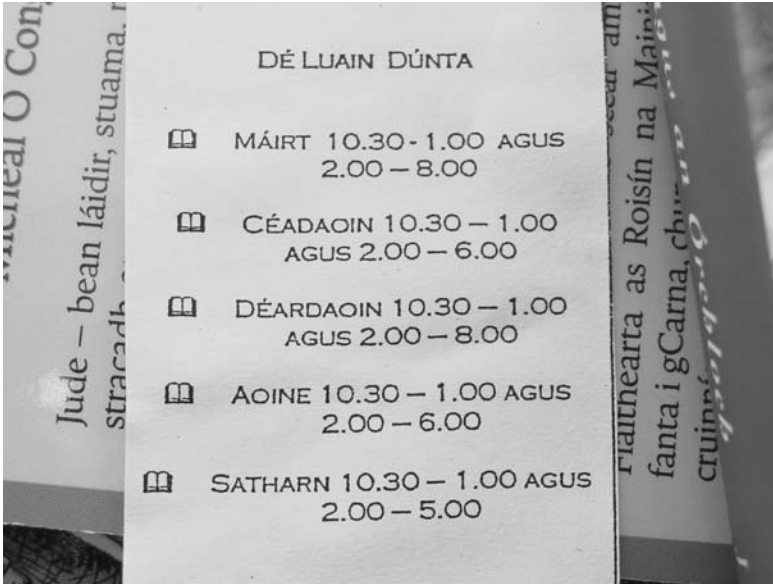 DÉ LUAIN DÚNTA
MÁIRT 10.30 - 1.00 AGUS
2.00 – 8.00
CÉADAOIN 10.30 – 1.00
AGUS 2.00 – 6.00
DÉARDAOIN 10.30 – 1.00
AGUS 2.00 – 8.00
AOINE 10.30 – 1.00 AGUS
2.00 – 6.00
SATHARN 10.30 – 1.00 AGUS
2.00 – 5.00
Micheal O
Jude – bean láidir, stuama,
as Roisín na
fanta i gCarna,